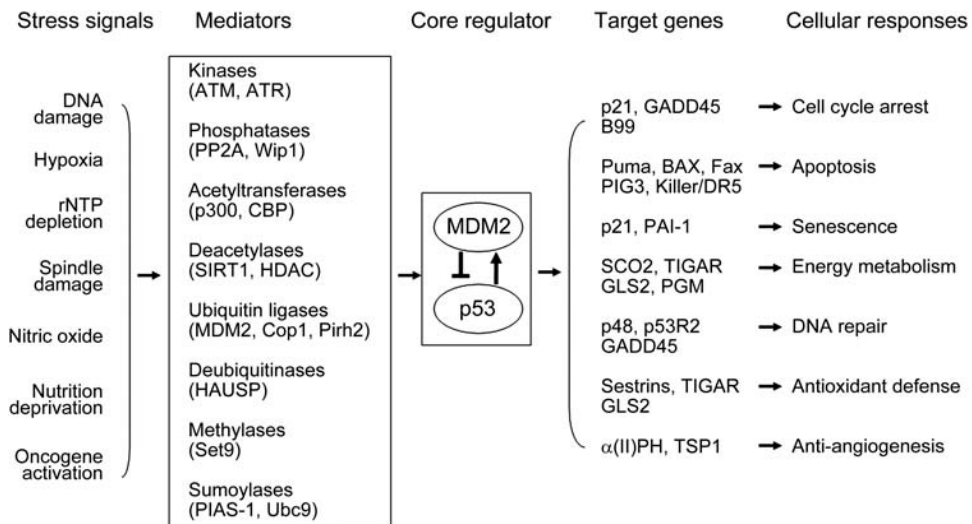 Stress signals
Mediators
Core regulator
Target genes
Cellular responses
DNA
damage
Hypoxia
rNTP
depletion
Spindle
damage
Nitric oxide
Nutrition
deprivation
Oncogene
activation
Kinases
(ATM, ATR)
Phosphatases
(PP2A, Wip1)
Acetyltransferases
(p300, CBP)
Deacetylases
(SIRT1, HDAC)
Ubiquitin ligases
(MDM2, Cop1, Pirh2)
Deubiquitinases
(HAUSP)
Methylases
(Set9)
Sumoylases
(PIAS-1, Ubc9)
MDM2
p53
p21, GADD45
B99
Cell cycle arrest
Puma, BAX, Fax
PIG3, Killer/DR5
Apoptosis
p21, PAI-1
Senescence
SCO2, TIGAR
GLS2, PGM
Energy metabolism
p48, p53R2
GADD45
DNA repair
Sestrins, TIGAR
GLS2
Antioxidant defense
α(II)PH, TSP1
Anti-angiogenesis